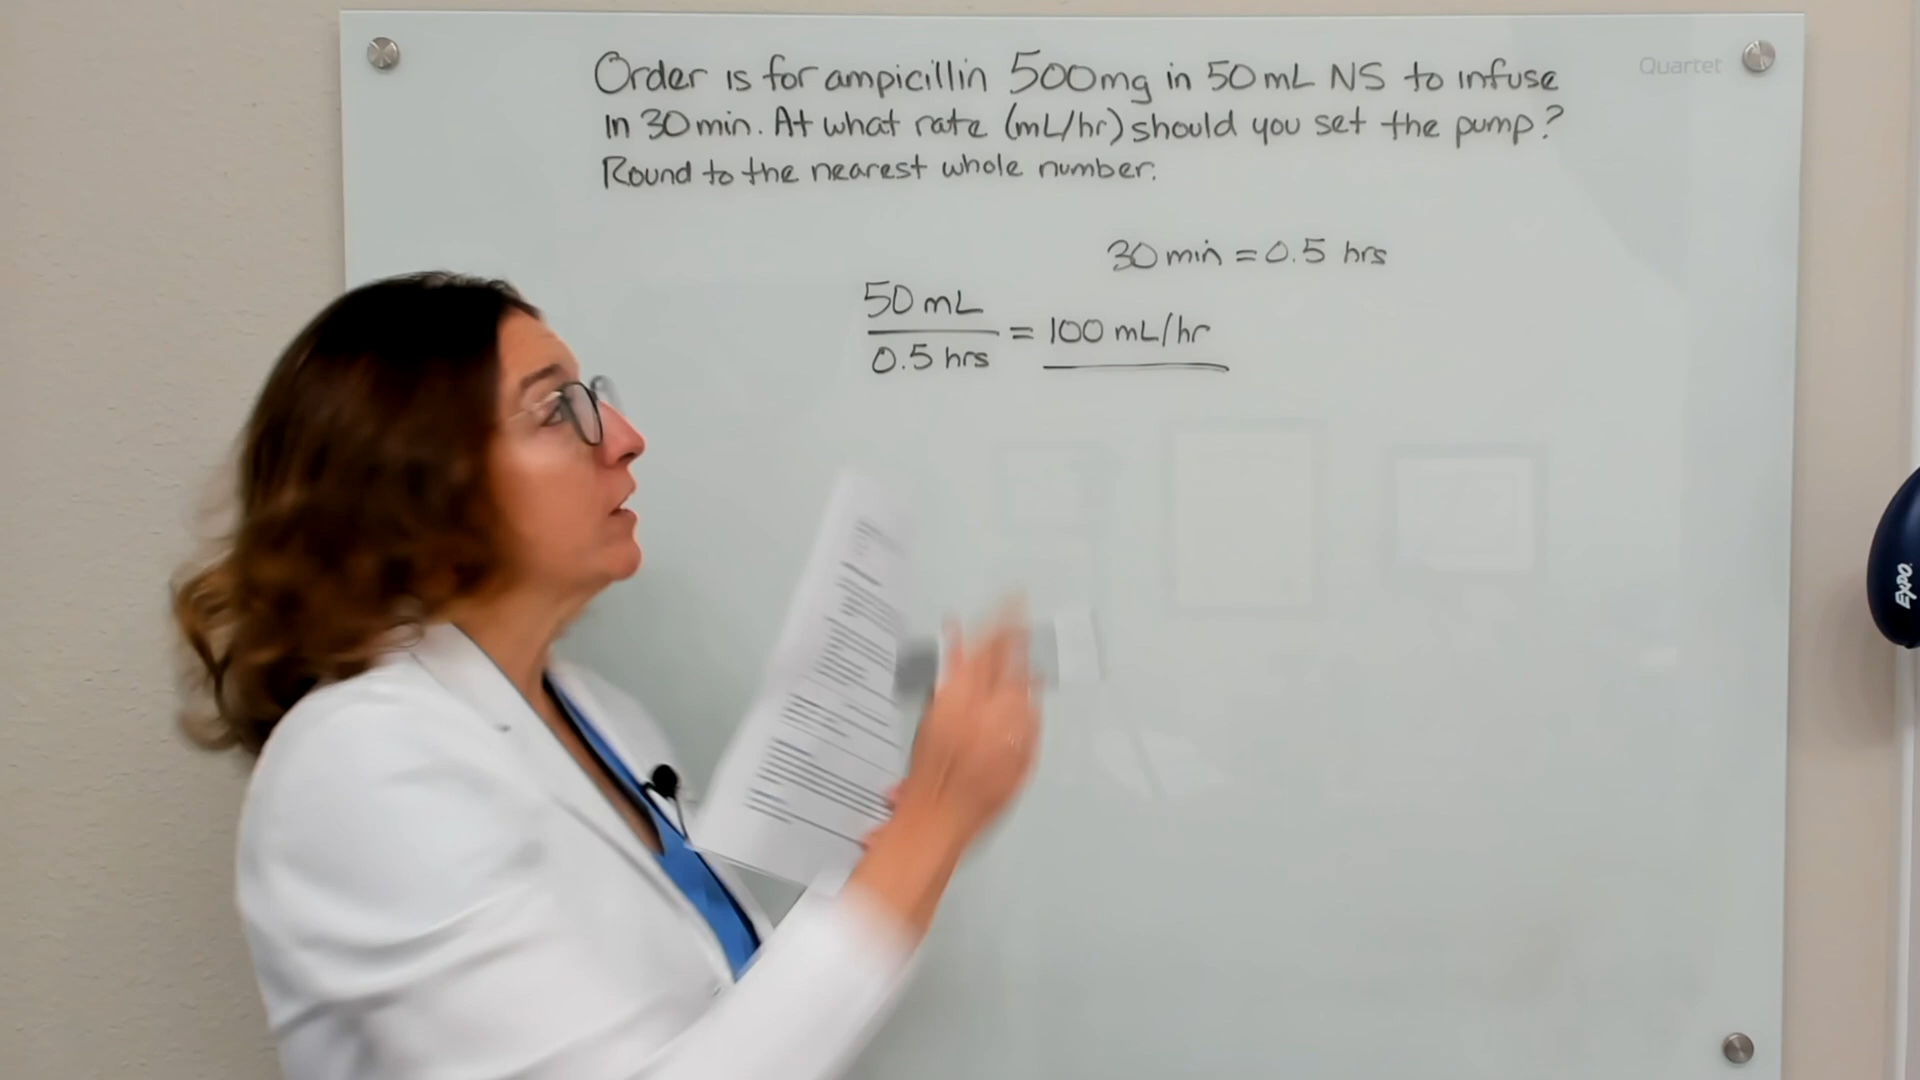 Quartet
Order is for ampicillin 500mg in 50mL NS to infuse
in 30min. At what rate (mL/hr) should you set the pump?
Round to the nearest whole number.
30 min = 0.5 hrs
50 mL
0.5 hrs
= 100 mL/hr
EXPO